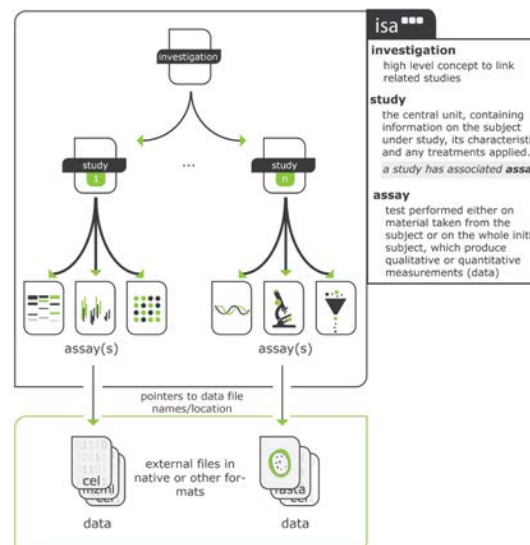 isa
investigation
high level concept to link
related studies
study
the central unit, containing
information on the subject
under study, its characteristi
and any treatments applied.
a study has associated assa
assay
test performed either on
material taken from the
subject or on the whole initi
subject, which produce
qualitative or quantitative
measurements (data)
investigation
study
1
...
study
n
assay(s)
assay(s)
pointers to data file
names/location
external files in
native or other for-
mats
cel
mzml
cel
fasta
cel
data
data